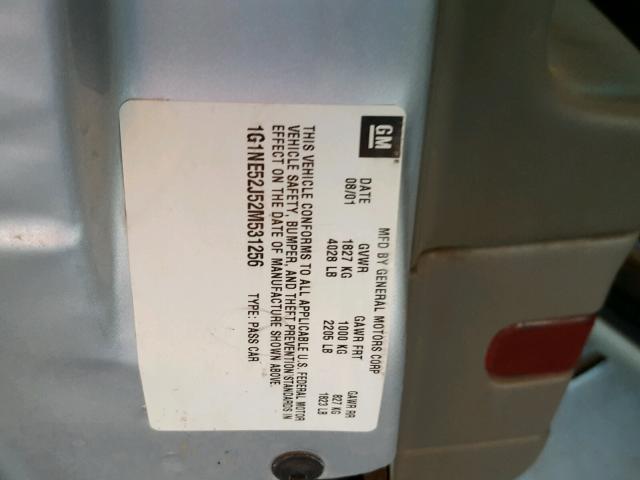 GM
MFD BY GENERAL MOTORS CORP
DATE GVWR GAWR FRT GAWR RR
08/01 1827 KG 1000 KG 827 KG
4028 LB 2205 LB 1823 LB
THIS VEHICLE CONFORMS TO ALL APPLICABLE U.S. FEDERAL MOTOR
VEHICLE SAFETY, BUMPER, AND THEFT PREVENTION STANDARDS IN
EFFECT ON THE DATE OF MANUFACTURE SHOWN ABOVE.
1G1NE52J52M531256 TYPE: PASS CAR